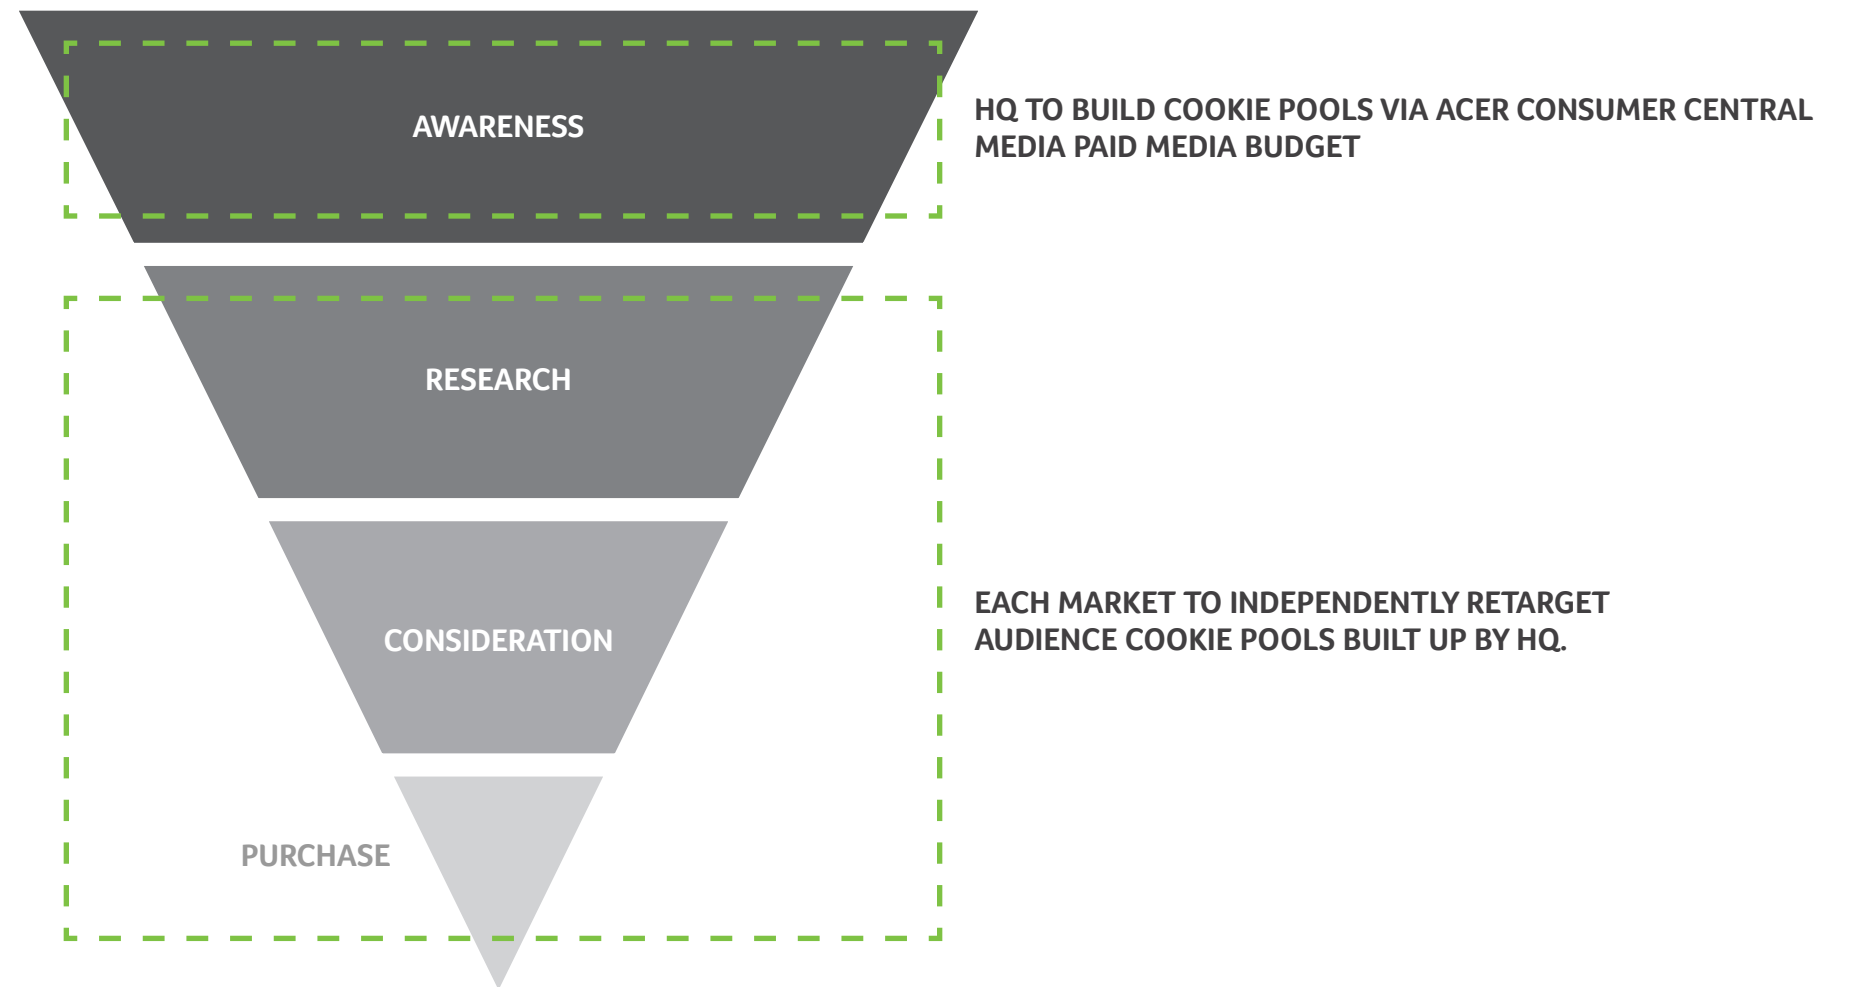 AWARENESS
HQ TO BUILD COOKIE POOLS VIA ACER CONSUMER CENTRAL
MEDIA PAID MEDIA BUDGET
RESEARCH
CONSIDERATION
EACH MARKET TO INDEPENDENTLY RETARGET
AUDIENCE COOKIE POOLS BUILT UP BY HQ.
PURCHASE